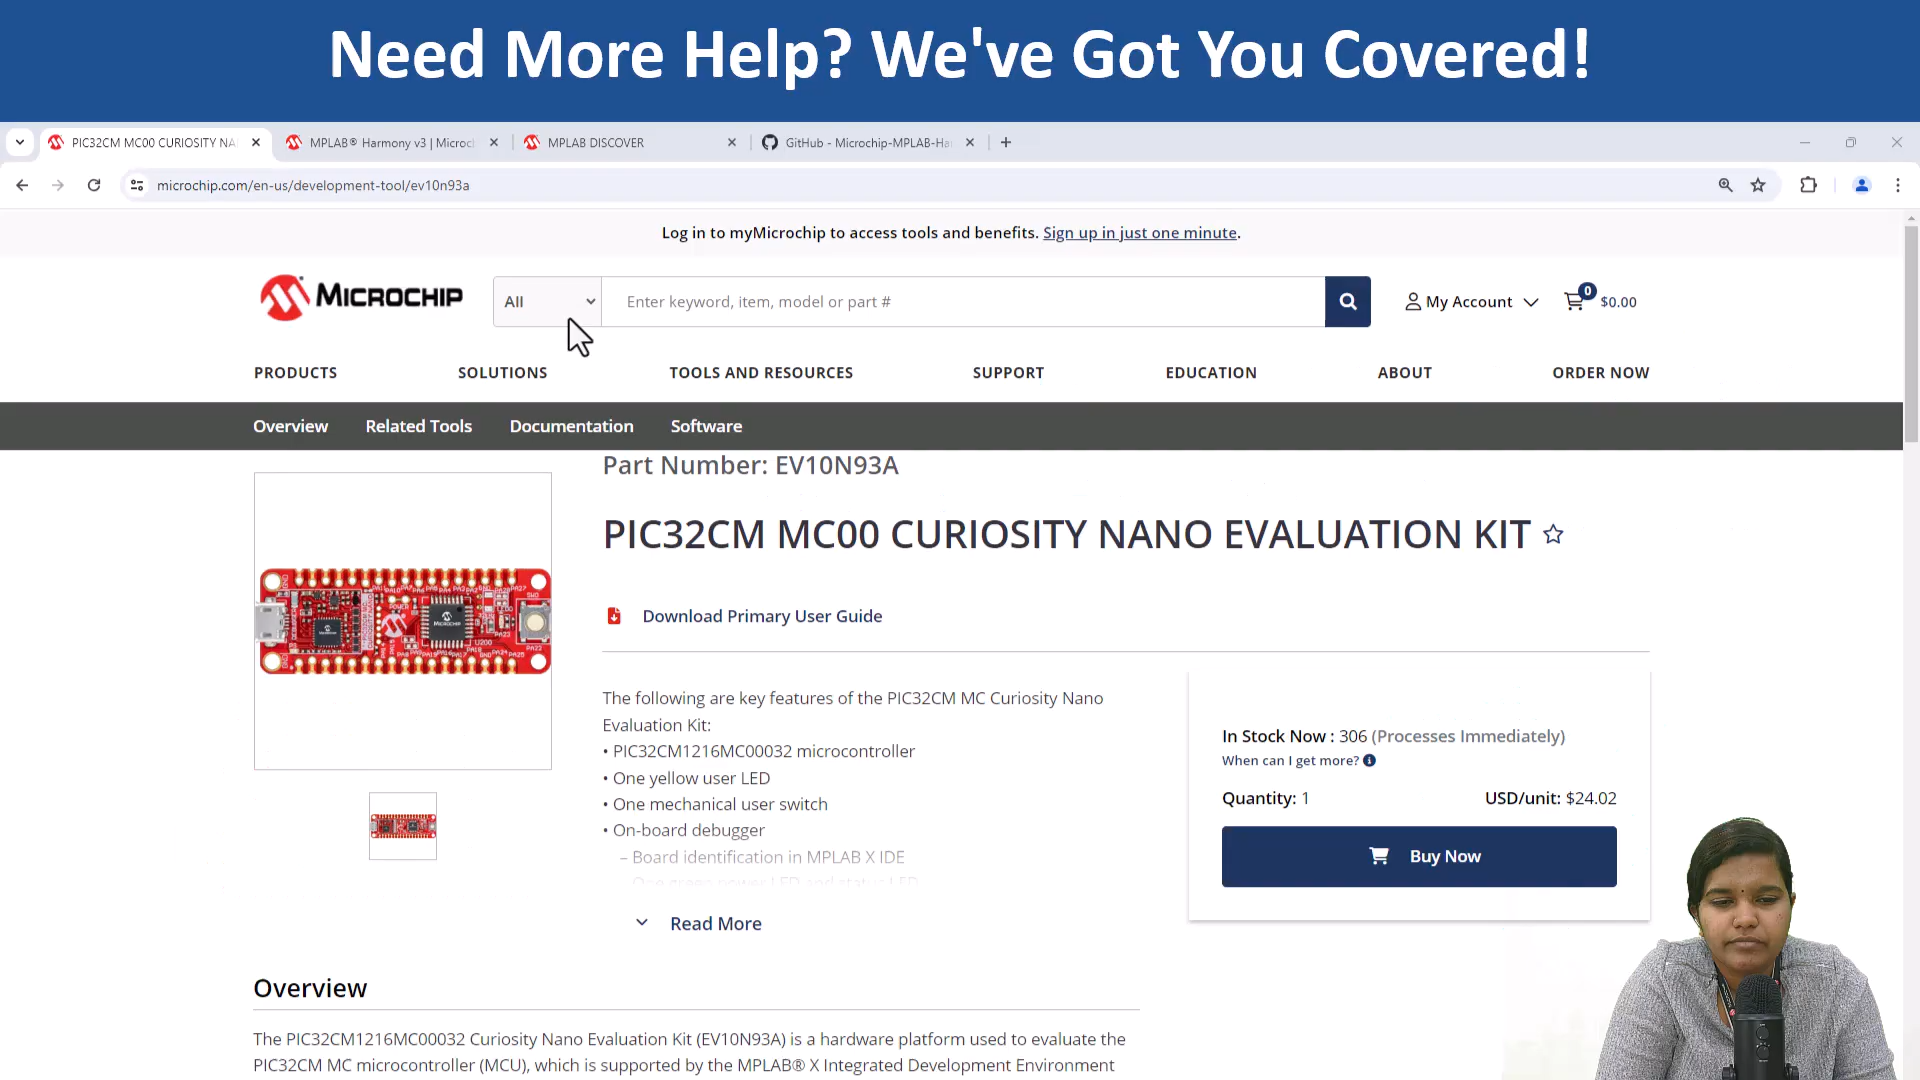 Need More Help? We've Got You Covered!
PIC32CM MC00 CURIOSITY NA
MPLAB® Harmony v3 | Microc
MPLAB DISCOVER
GitHub - Microchip-MPLAB-Ha
microchip.com/en-us/development-tool/ev10n93a
Log in to myMicrochip to access tools and benefits. Sign up in just one minute.
MICROCHIP
All
Enter keyword, item, model or part #
My Account
0
$0.00
PRODUCTS
SOLUTIONS
TOOLS AND RESOURCES
SUPPORT
EDUCATION
ABOUT
ORDER NOW
Overview
Related Tools
Documentation
Software
Part Number: EV10N93A
PIC32CM MC00 CURIOSITY NANO EVALUATION KIT
Download Primary User Guide
The following are key features of the PIC32CM MC Curiosity Nano
Evaluation Kit:
• PIC32CM1216MC00032 microcontroller
• One yellow user LED
• One mechanical user switch
• On-board debugger
– Board identification in MPLAB X IDE
– One green power LED and status LED
Read More
In Stock Now : 306 (Processes Immediately)
When can I get more?
Quantity: 1
USD/unit: $24.02
Buy Now
Overview
The PIC32CM1216MC00032 Curiosity Nano Evaluation Kit (EV10N93A) is a hardware platform used to evaluate the
PIC32CM MC microcontroller (MCU), which is supported by the MPLAB® X Integrated Development Environment